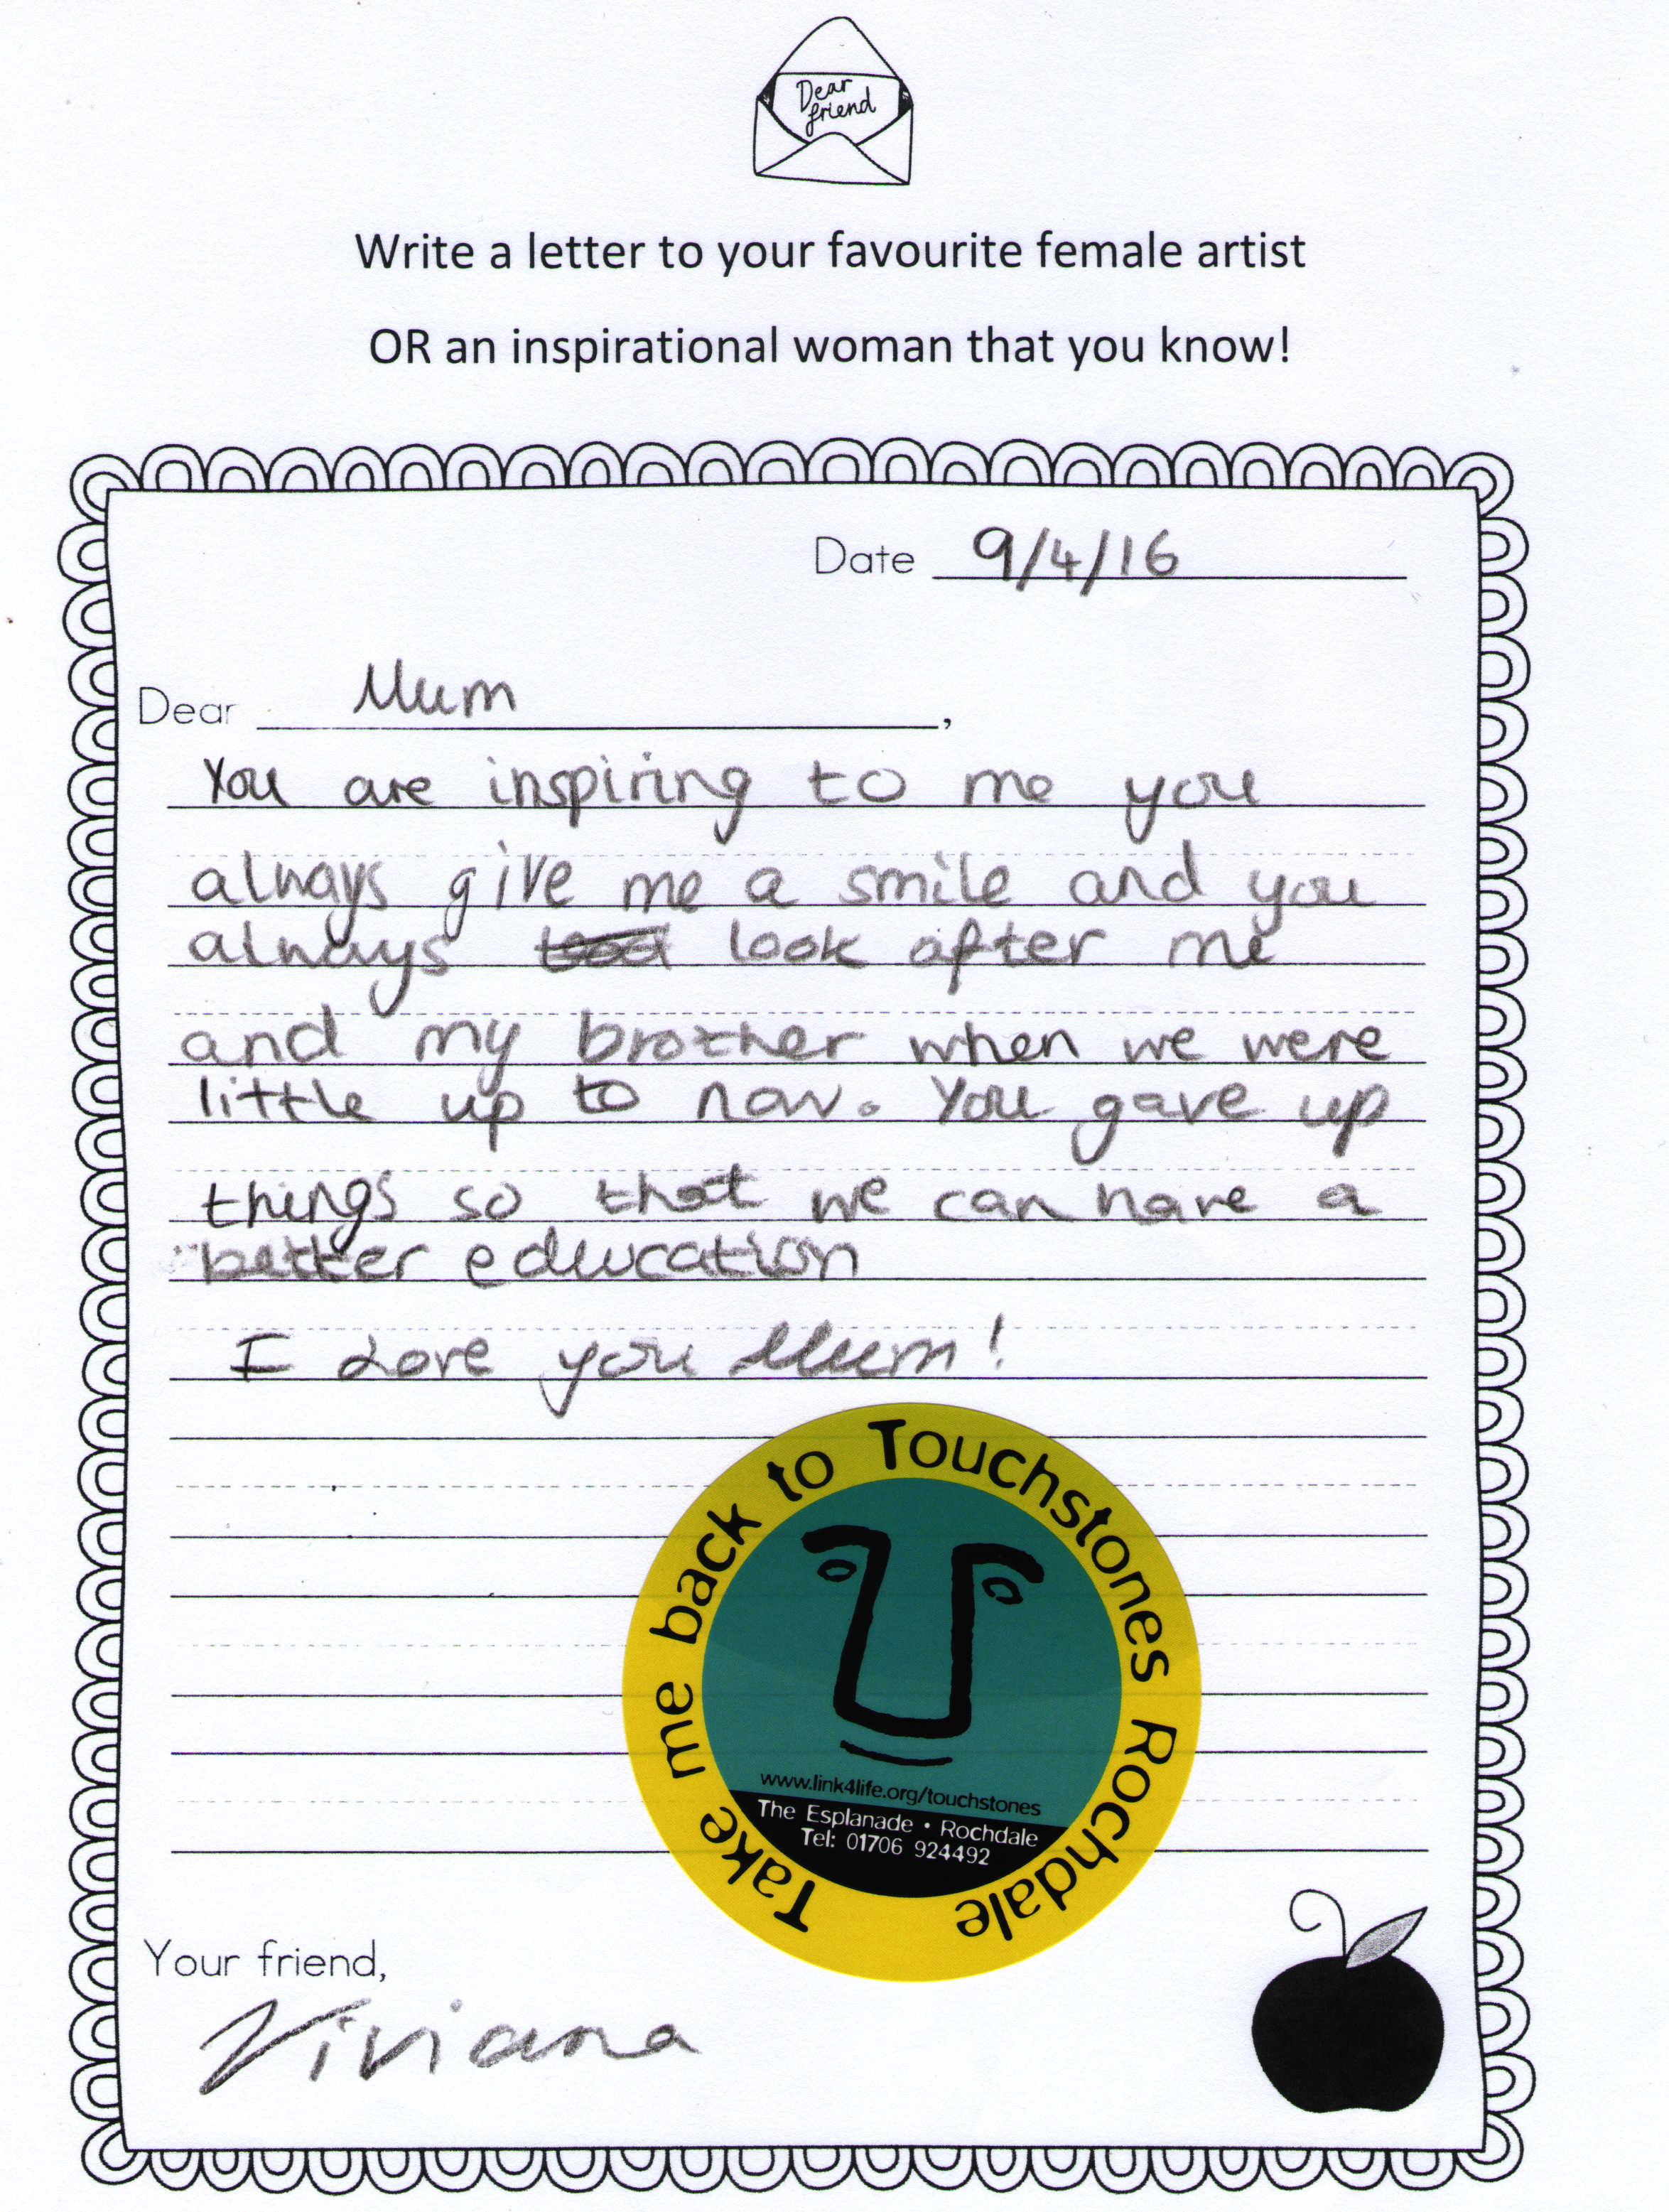 Dear
friend
Write a letter to your favourite female artist
OR an inspirational woman that you know!
Date 9/4/16
Dear Mum,
You are inspiring to me you
always give me a smile and you
always look after me
and my brother when we were
little up to now. You gave up
things so that we can have a
better education
I Love you Mum!
Take me back to Touchstones Rochdale
www.link4life.org/touchstones
The Esplanade • Rochdale
Tel: 01706 924492
Your friend,
Viviana